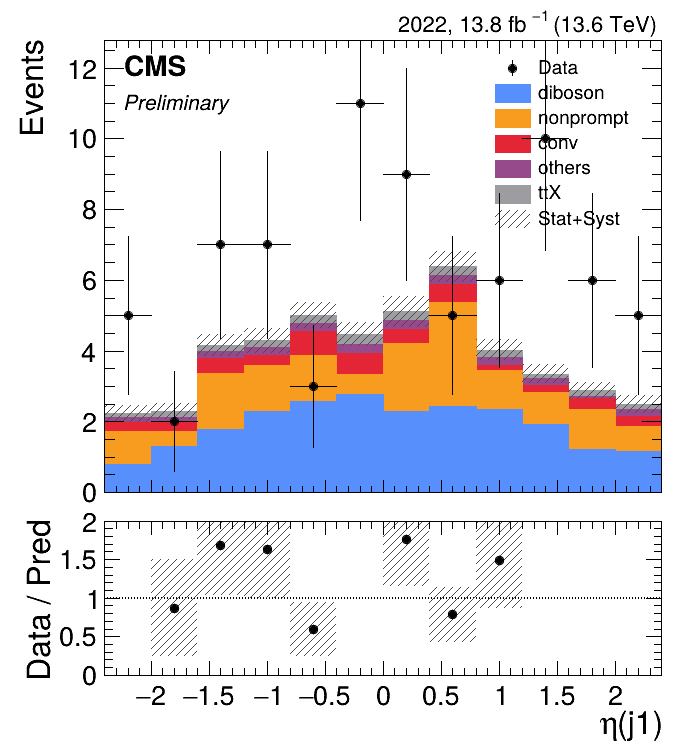 2022, 13.8 fb⁻¹ (13.6 TeV)
CMS
Preliminary
Events
12
10
8
6
4
2
0
Data
diboson
nonprompt
conv
others
ttX
Stat+Syst
Data / Pred
2
1.5
1
0.5
0
−2 −1.5 −1 −0.5 0 0.5 1 1.5 2
η(j1)